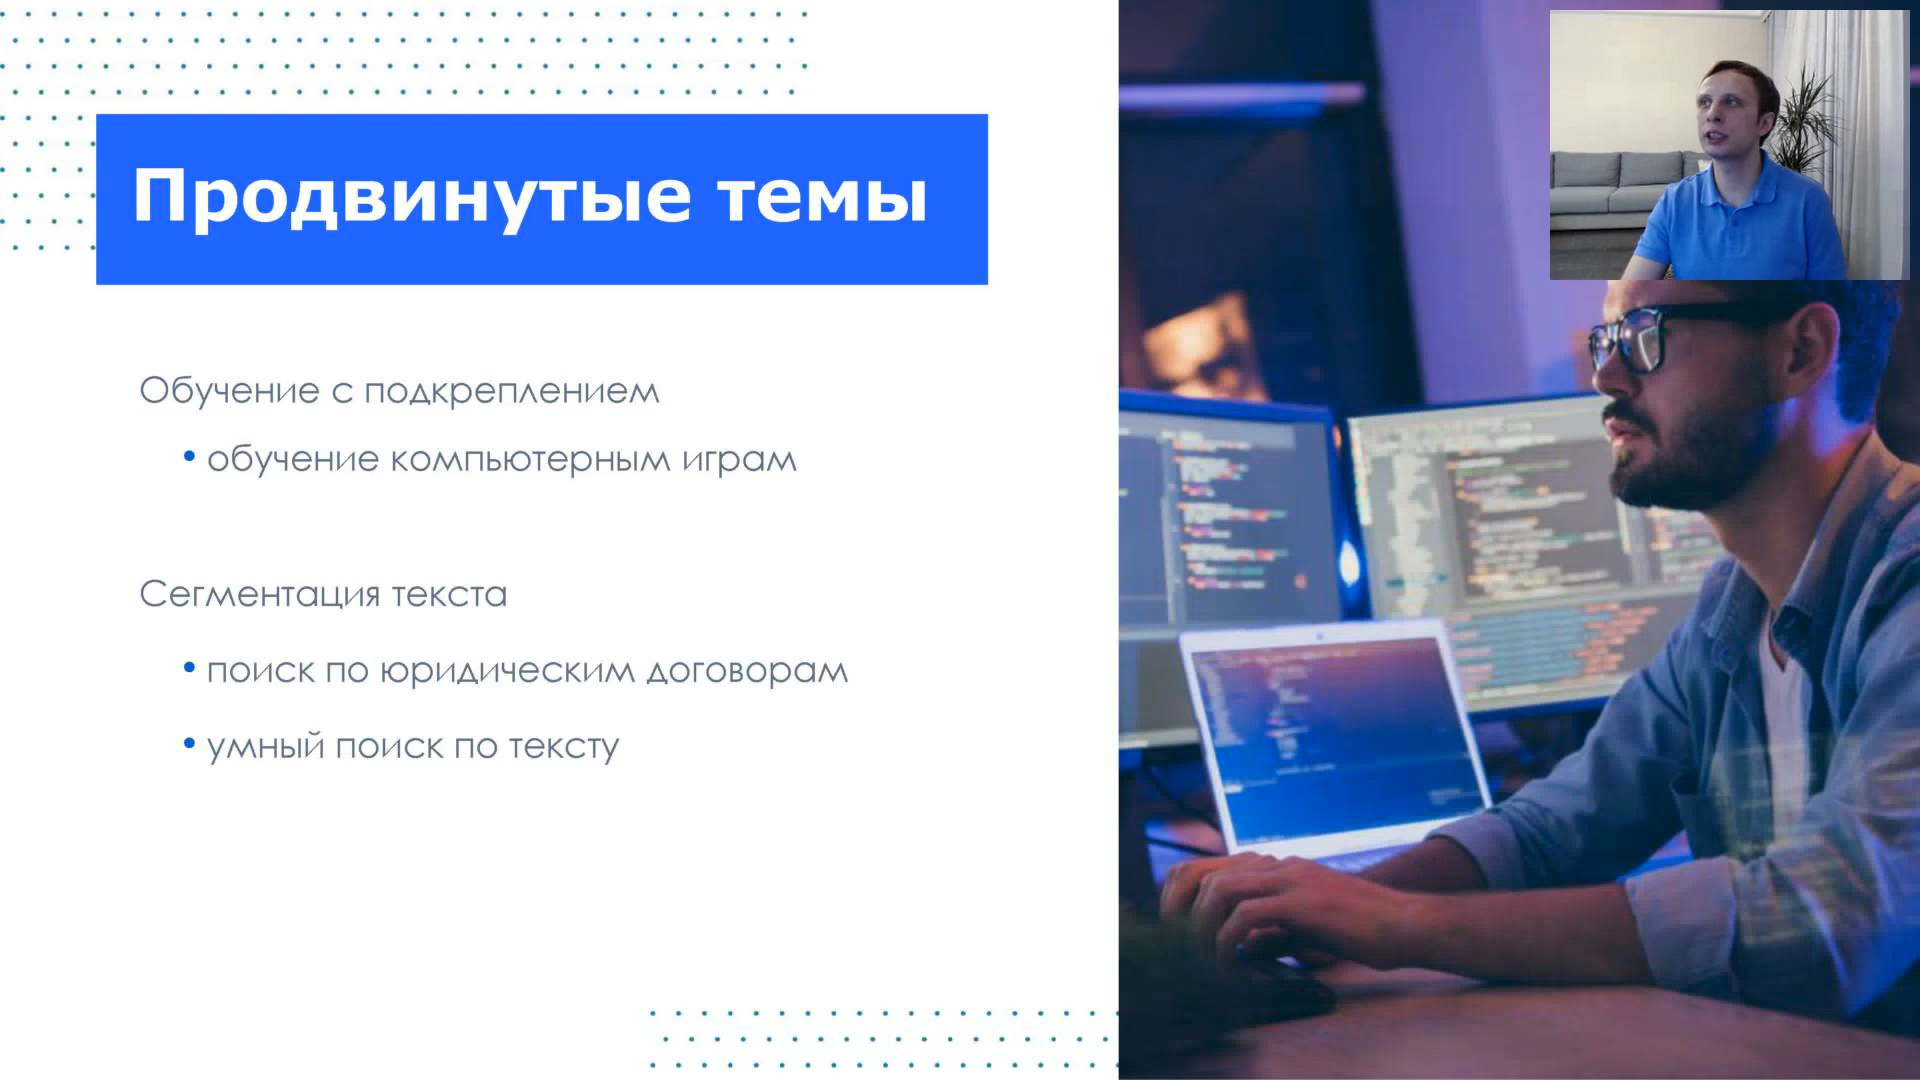 Продвинутые темы
Обучение с подкреплением
• обучение компьютерным играм
Сегментация текста
• поиск по юридическим договорам
• умный поиск по тексту